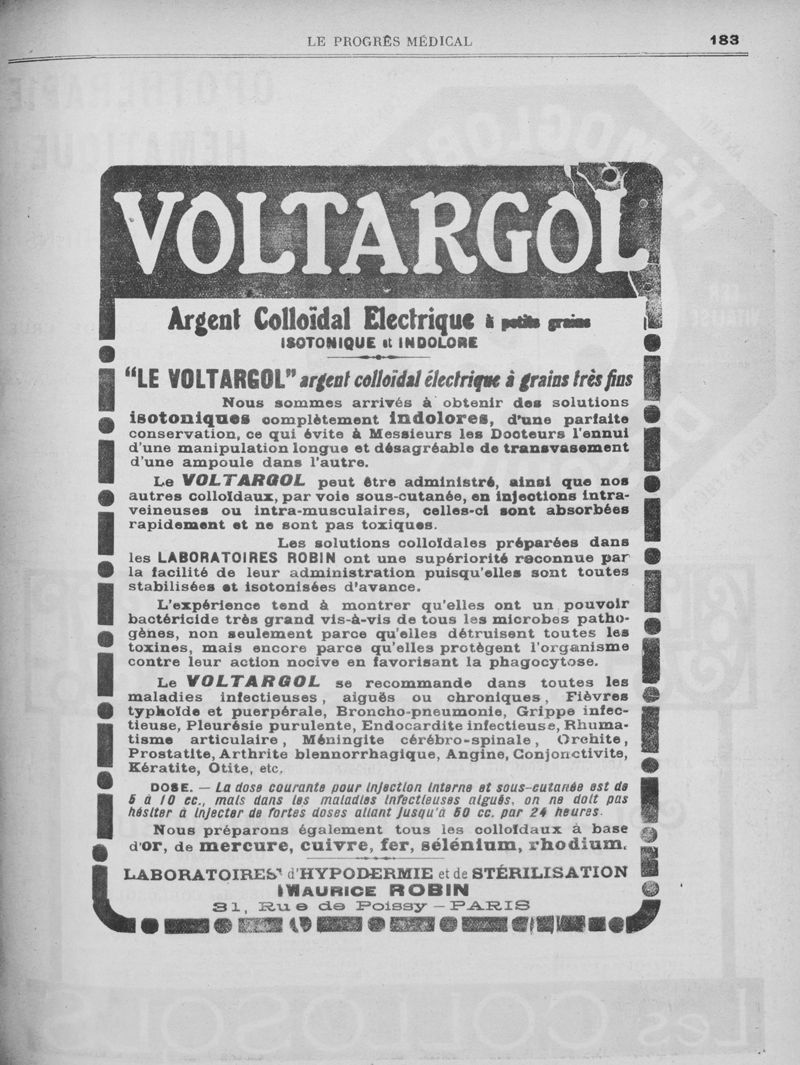 LE PROGRÈS MÉDICAL
183
VOLTARGOL
Argent Colloïdal Electrique à petits grains
ISOTONIQUE et INDOLORE
"LE VOLTARGOL" argent colloïdal électrique à grains très fins
Nous sommes arrivés à obtenir des solutions
isotoniques complètement indolores, d'une parfaite
conservation, ce qui évite à Messieurs les Docteurs l'ennui
d'une manipulation longue et désagréable de transvasement
d'une ampoule dans l'autre.
Le VOLTARGOL peut être administré, ainsi que nos
autres colloïdaux, par voie sous-cutanée, en injections intra-
veineuses ou intra-musculaires, celles-ci sont absorbées
rapidement et ne sont pas toxiques.
Les solutions colloïdales préparées dans
les LABORATOIRES ROBIN ont une supériorité reconnue par
la facilité de leur administration puisqu'elles sont toutes
stabilisées et isotonisées d'avance.
L'expérience tend à montrer qu'elles ont un pouvoir
bactéricide très grand vis-à-vis de tous les microbes patho-
gènes, non seulement parce qu'elles détruisent toutes les
toxines, mais encore parce qu'elles protègent l'organisme
contre leur action nocive en favorisant la phagocytose.
Le VOLTARGOL se recommande dans toutes les
maladies infectieuses, aiguës ou chroniques, Fièvres
typhoïde et puerpérale, Broncho-pneumonie, Grippe infec-
tieuse, Pleurésie purulente, Endocardite infectieuse, Rhuma-
tisme articulaire, Méningite cérébro-spinale, Orchite,
Prostatite, Arthrite blennorrhagique, Angine, Conjonctivite,
Kératite, Otite, etc.
DOSE. — La dose courante pour injection interne et sous-cutanée est de
5 à 10 cc., mais dans les maladies infectieuses aiguës, on ne doit pas
hésiter à injecter de fortes doses allant jusqu'à 50 cc. par 24 heures.
Nous préparons également tous les colloïdaux à base
d'or, de mercure, cuivre, fer, sélénium, rhodium.
LABORATOIRES d'HYPODERMIE et de STÉRILISATION
MAURICE ROBIN
31, Rue de Poissy — PARIS